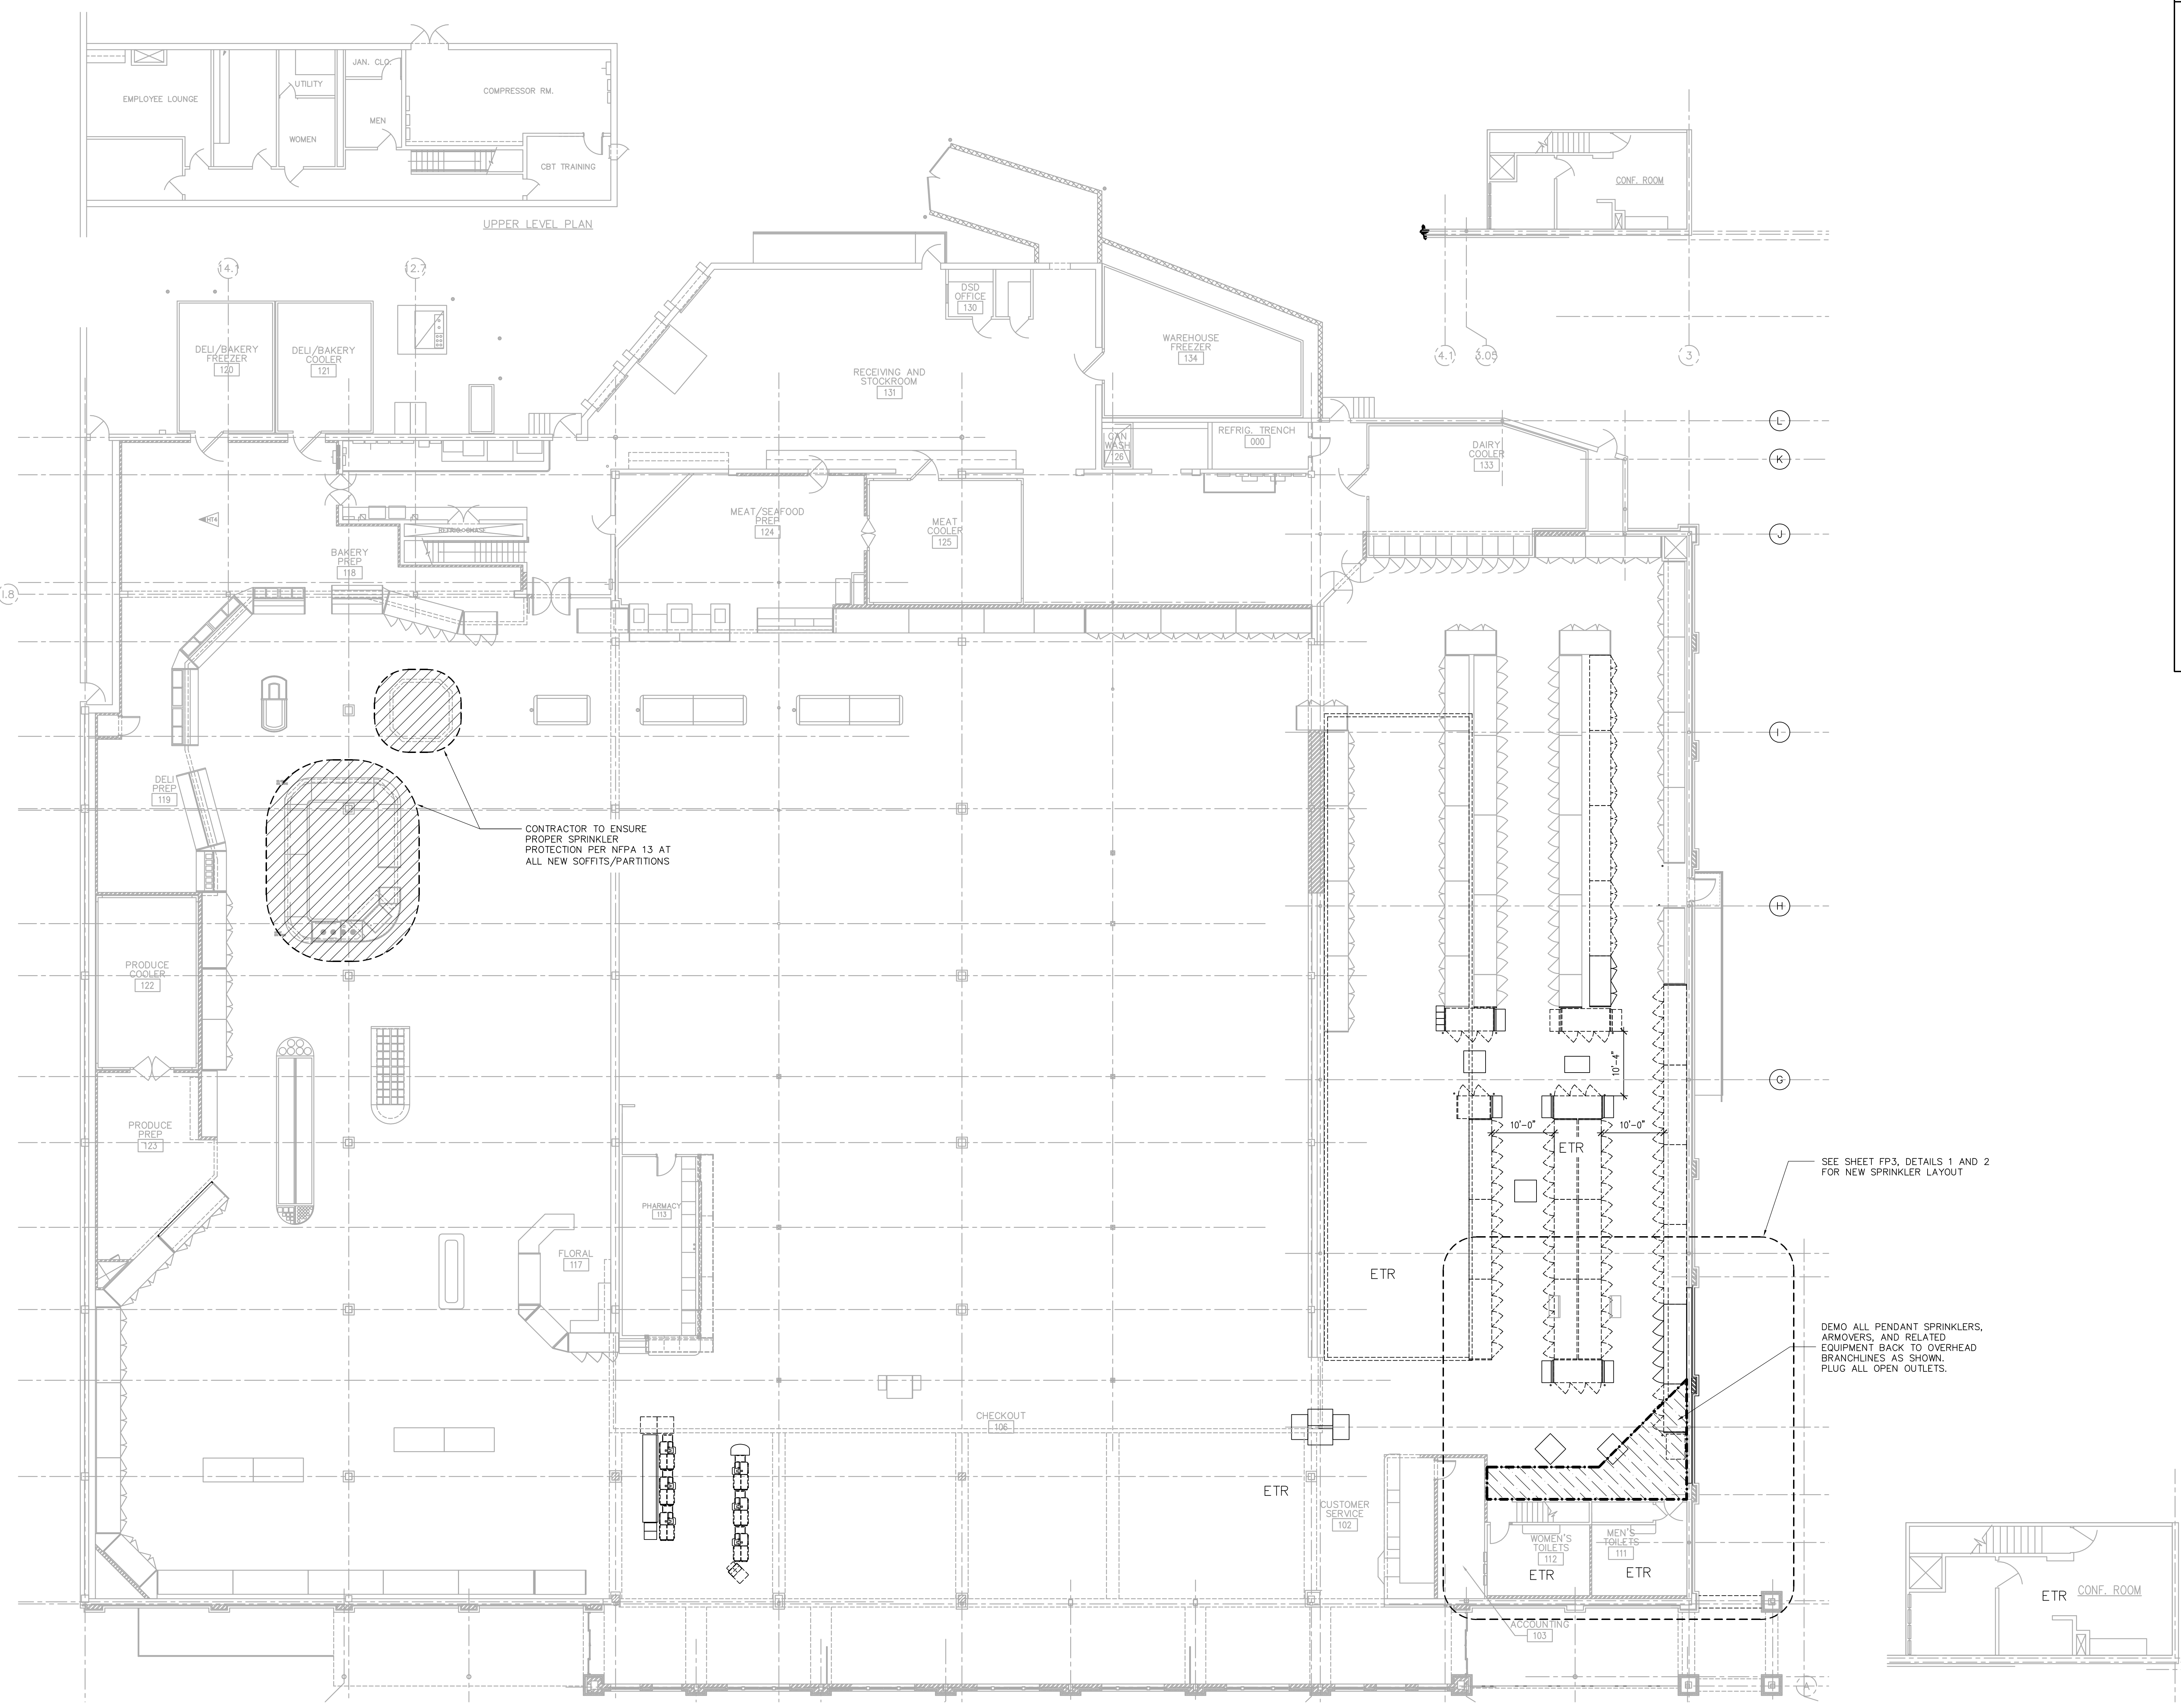 JAN. CLO.
UTILITY
EMPLOYEE LOUNGE
COMPRESSOR RM.
MEN
WOMEN
CBT TRAINING
UPPER LEVEL PLAN
CONF. ROOM
14.1
12.7
4.1
3.05
3
DSD
OFFICE
130
DELI/BAKERY
FREEZER
120
DELI/BAKERY
COOLER
121
WAREHOUSE
FREEZER
134
RECEIVING AND
STOCKROOM
131
L
CAN
WASH
126
REFRIG. TRENCH
000
DAIRY
COOLER
133
K
MEAT/SEAFOOD
PREP
124
MEAT
COOLER
125
J
BAKERY
PREP
118
1.8
I
DELI
PREP
119
CONTRACTOR TO ENSURE
PROPER SPRINKLER
PROTECTION PER NFPA 13 AT
ALL NEW SOFFITS/PARTITIONS
H
PRODUCE
COOLER
122
10'-4"
G
PRODUCE
PREP
123
10'-0"
10'-0"
ETR
SEE SHEET FP3, DETAILS 1 AND 2
FOR NEW SPRINKLER LAYOUT
PHARMACY
113
FLORAL
117
ETR
DEMO ALL PENDANT SPRINKLERS,
ARMOVERS, AND RELATED
EQUIPMENT BACK TO OVERHEAD
BRANCHLINES AS SHOWN.
PLUG ALL OPEN OUTLETS.
CHECKOUT
106
ETR
CUSTOMER
SERVICE
102
WOMEN'S
TOILETS
112
ETR
MEN'S
TOILETS
111
ETR
ACCOUNTING
103
ETR
CONF. ROOM
A